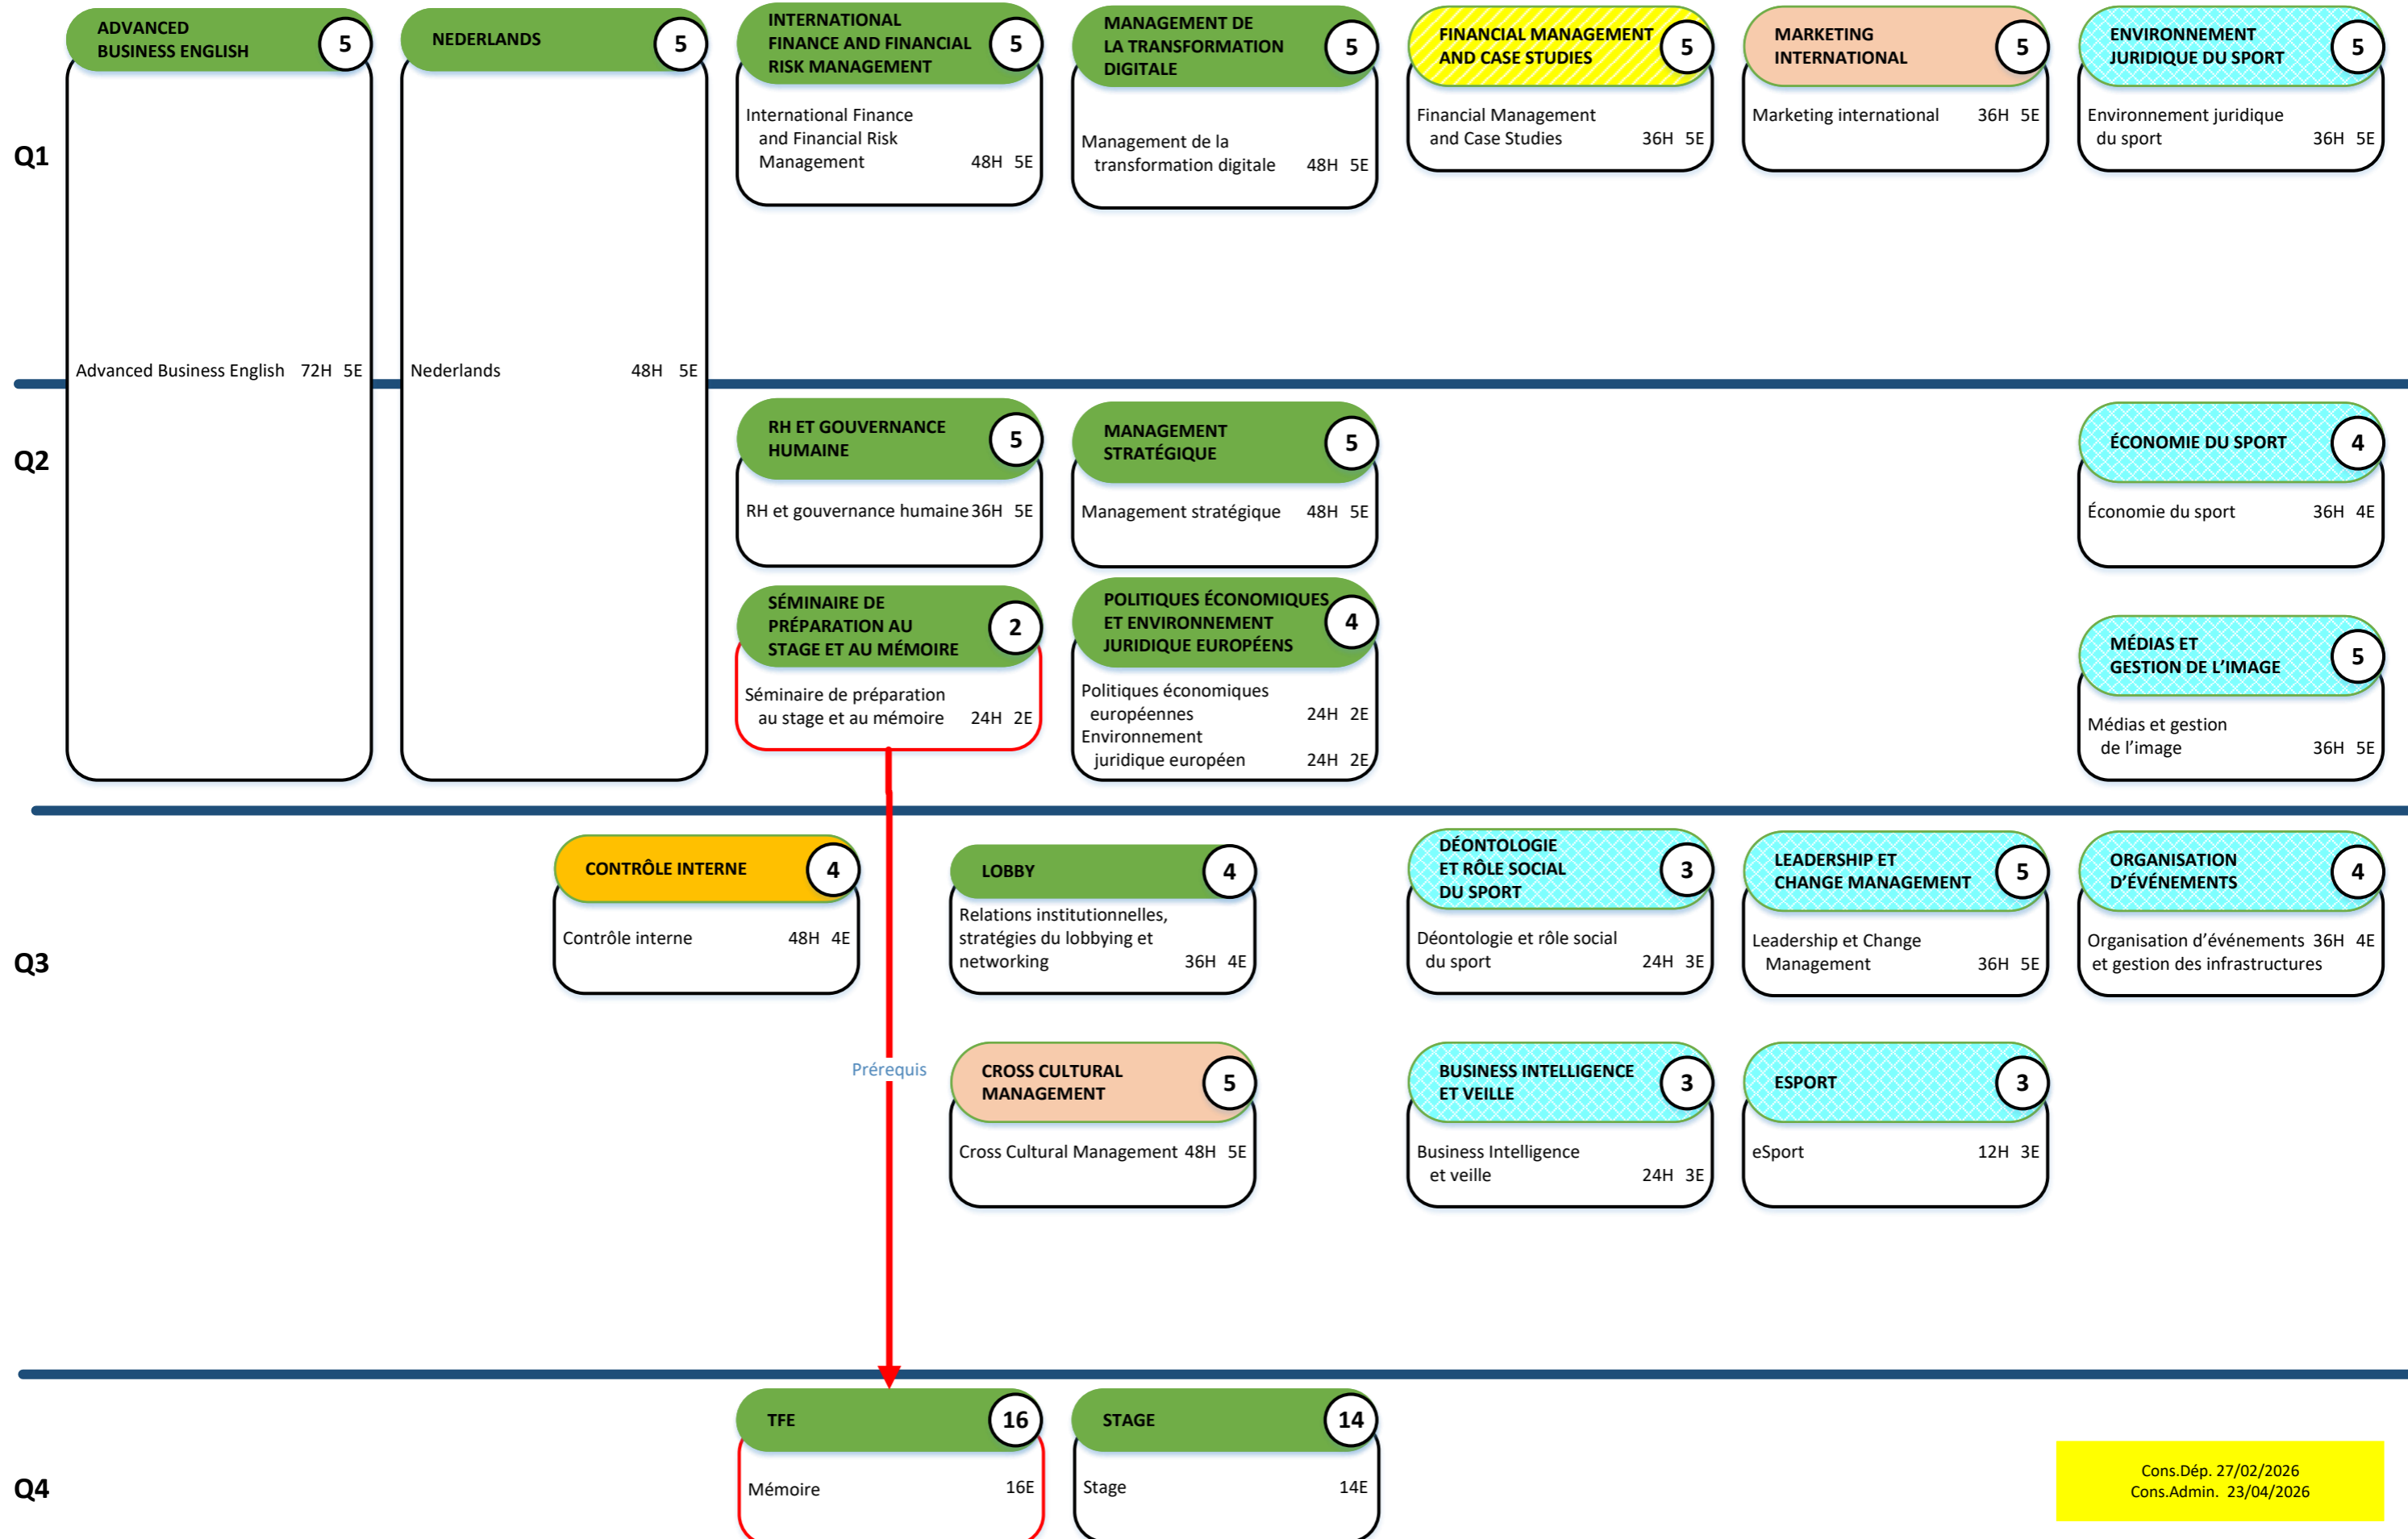 ADVANCED
BUSINESS ENGLISH
5
NEDERLANDS
5
INTERNATIONAL
FINANCE AND FINANCIAL
RISK MANAGEMENT
5
MANAGEMENT DE
LA TRANSFORMATION
DIGITALE
5
FINANCIAL MANAGEMENT
AND CASE STUDIES
5
MARKETING
INTERNATIONAL
5
ENVIRONNEMENT
JURIDIQUE DU SPORT
5
Q1
International Finance
and Financial Risk
Management 48H 5E
Management de la
transformation digitale 48H 5E
Financial Management
and Case Studies 36H 5E
Marketing international 36H 5E
Environnement juridique
du sport 36H 5E
Advanced Business English 72H 5E
Nederlands 48H 5E
Q2
RH ET GOUVERNANCE
HUMAINE
5
RH et gouvernance humaine 36H 5E
MANAGEMENT
STRATÉGIQUE
5
Management stratégique 48H 5E
ÉCONOMIE DU SPORT
4
Économie du sport 36H 4E
SÉMINAIRE DE
PRÉPARATION AU
STAGE ET AU MÉMOIRE
2
Séminaire de préparation
au stage et au mémoire 24H 2E
POLITIQUES ÉCONOMIQUES
ET ENVIRONNEMENT
JURIDIQUE EUROPÉENS
4
Politiques économiques
européennes 24H 2E
Environnement
juridique européen 24H 2E
MÉDIAS ET
GESTION DE L’IMAGE
5
Médias et gestion
de l’image 36H 5E
Q3
CONTRÔLE INTERNE
4
Contrôle interne 48H 4E
LOBBY
4
Relations institutionnelles,
stratégies du lobbying et
networking 36H 4E
DÉONTOLOGIE
ET RÔLE SOCIAL
DU SPORT
3
Déontologie et rôle social
du sport 24H 3E
LEADERSHIP ET
CHANGE MANAGEMENT
5
Leadership et Change
Management 36H 5E
ORGANISATION
D’ÉVÉNEMENTS
4
Organisation d’événements 36H 4E
et gestion des infrastructures
Prérequis
CROSS CULTURAL
MANAGEMENT
5
Cross Cultural Management 48H 5E
BUSINESS INTELLIGENCE
ET VEILLE
3
Business Intelligence
et veille 24H 3E
ESPORT
3
eSport 12H 3E
Q4
TFE
16
Mémoire 16E
STAGE
14
Stage 14E
Cons.Dép. 27/02/2026
Cons.Admin. 23/04/2026